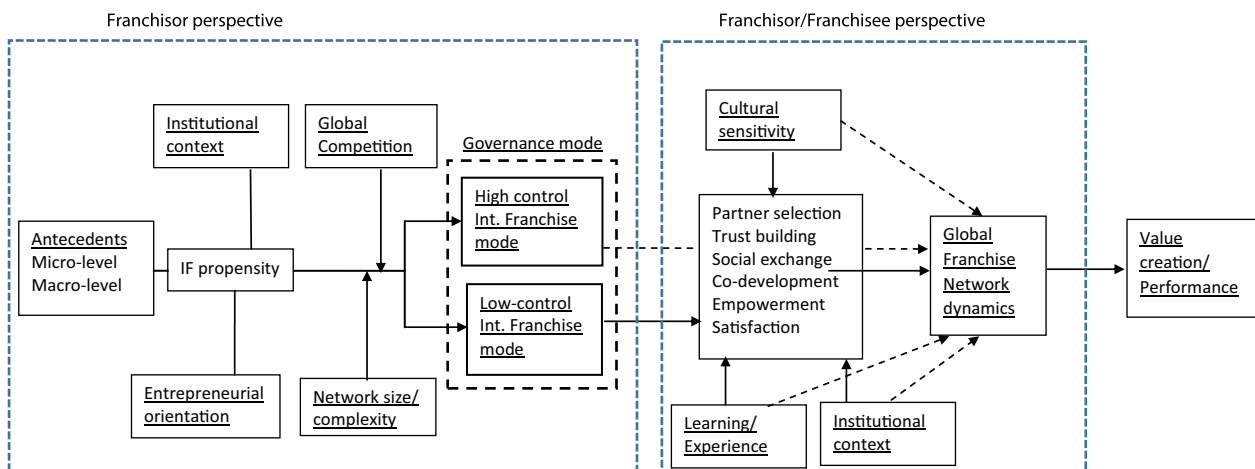 Franchisor perspective
Franchisor/Franchisee perspective
Institutional
context
Global
Competition
Governance mode
Cultural
sensitivity
High control
Int. Franchise
mode
Antecedents
Micro-level
Macro-level
IF propensity
Low-control
Int. Franchise
mode
Partner selection
Trust building
Social exchange
Co-development
Empowerment
Satisfaction
Global
Franchise
Network
dynamics
Value
creation/
Performance
Entrepreneurial
orientation
Network size/
complexity
Learning/
Experience
Institutional
context